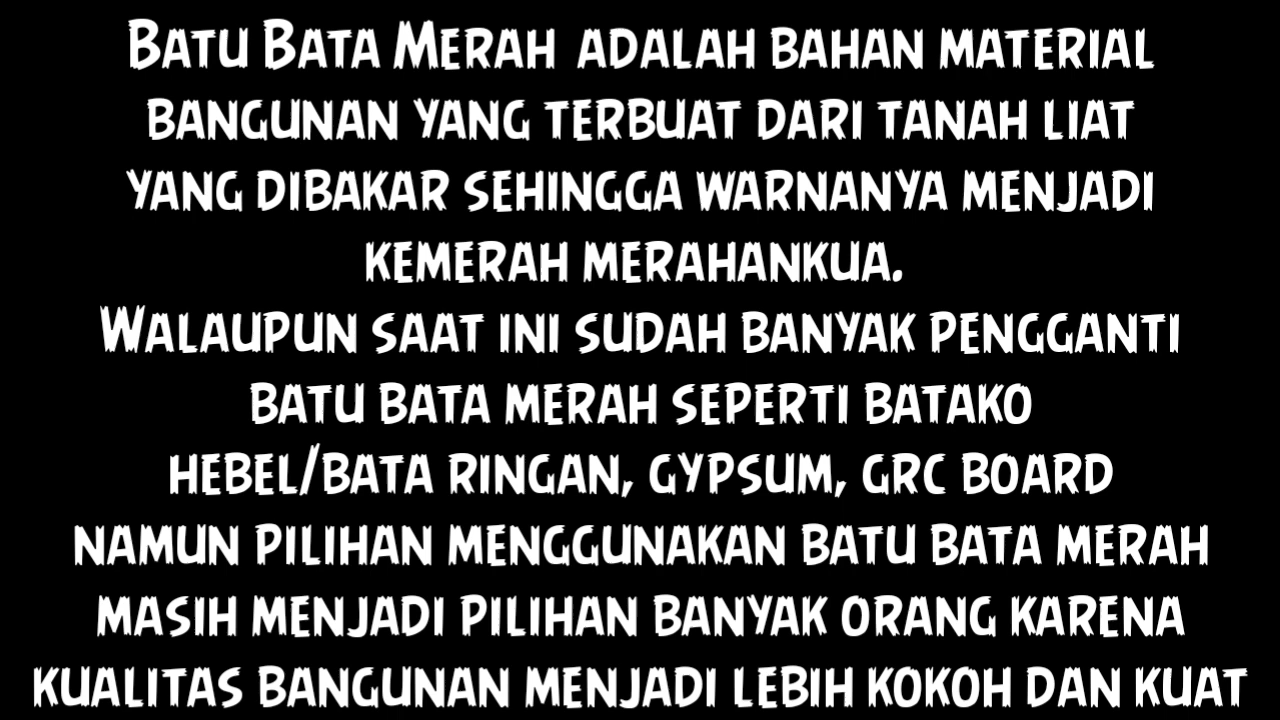 Batu Bata Merah adalah bahan material
bangunan yang terbuat dari tanah liat
yang dibakar sehingga warnanya menjadi
kemerah merahankua.
Walaupun saat ini sudah banyak pengganti
batu bata merah seperti batako
hebel/bata ringan, gypsum, grc board
namun pilihan menggunakan batu bata merah
masih menjadi pilihan banyak orang karena
kualitas bangunan menjadi lebih kokoh dan kuat